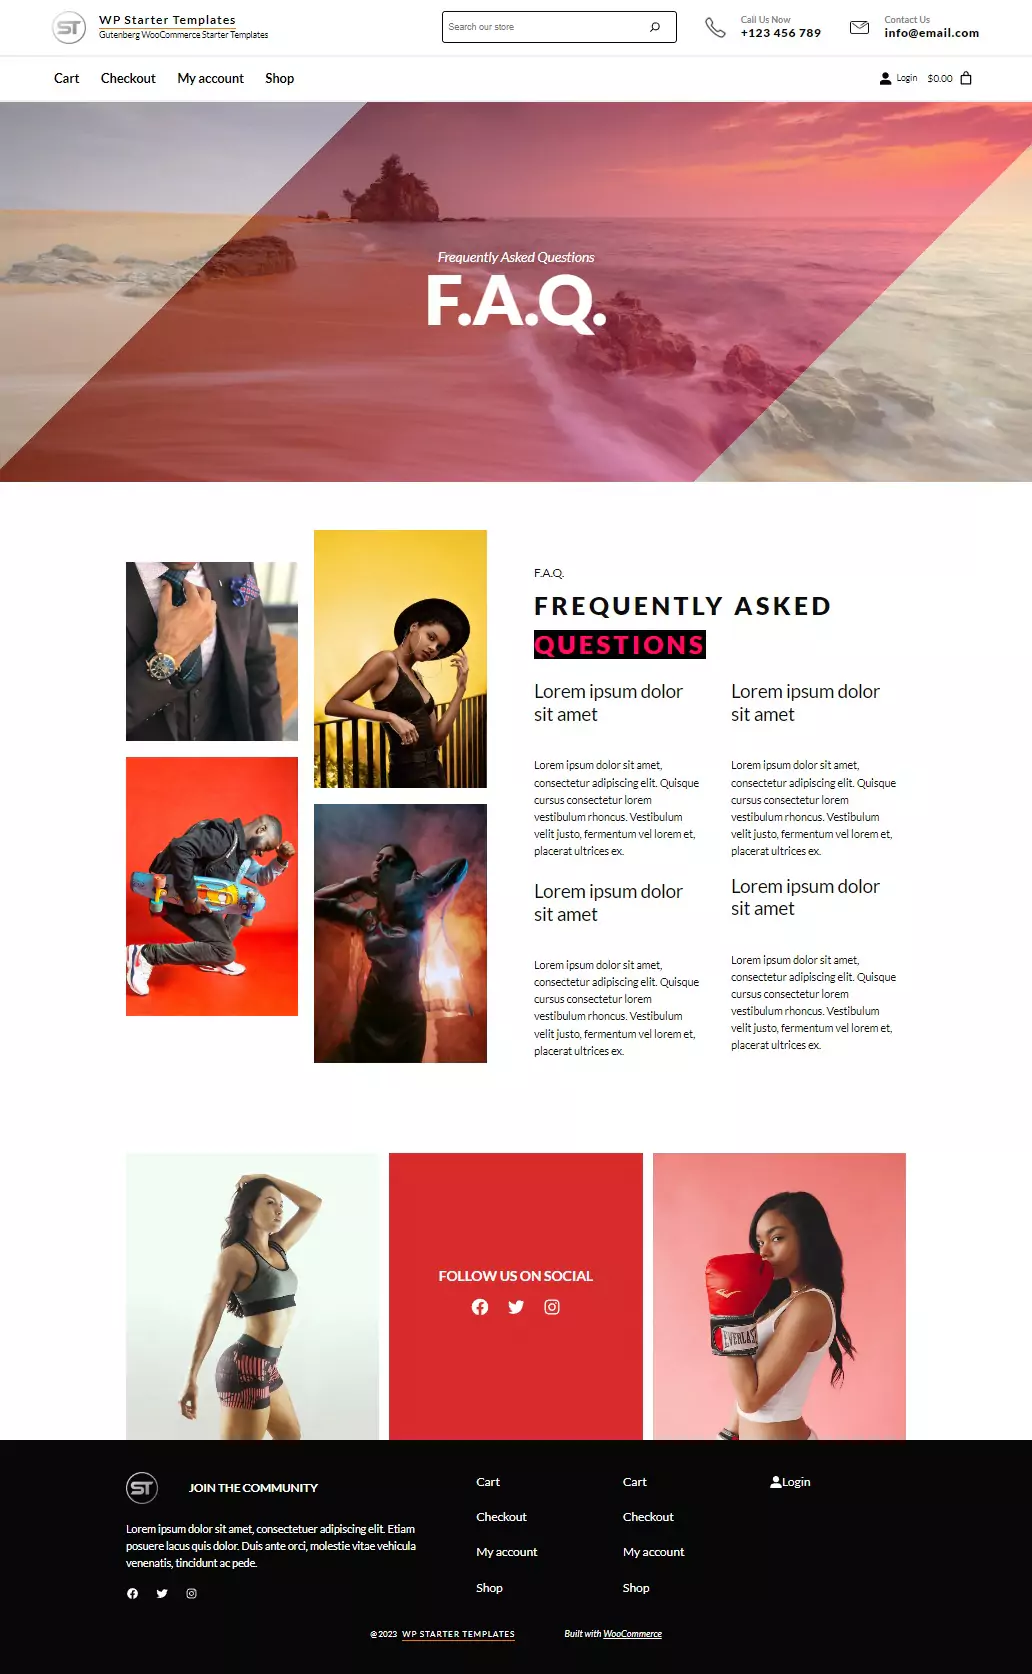 ST
WP Starter Templates
Gutenberg WooCommerce Starter Templates
Search our store
Call Us Now
+123 456 789
Contact Us
info@email.com
Cart
Checkout
My account
Shop
Login
$0.00
Frequently Asked Questions
F.A.Q.
F.A.Q.
FREQUENTLY ASKED
QUESTIONS
Lorem ipsum dolor
sit amet
Lorem ipsum dolor sit amet,
consectetur adipiscing elit. Quisque
cursus consectetur lorem
vestibulum rhoncus. Vestibulum
velit justo, fermentum vel lorem et,
placerat ultrices ex.
Lorem ipsum dolor
sit amet
Lorem ipsum dolor sit amet,
consectetur adipiscing elit. Quisque
cursus consectetur lorem
vestibulum rhoncus. Vestibulum
velit justo, fermentum vel lorem et,
placerat ultrices ex.
Lorem ipsum dolor
sit amet
Lorem ipsum dolor sit amet,
consectetur adipiscing elit. Quisque
cursus consectetur lorem
vestibulum rhoncus. Vestibulum
velit justo, fermentum vel lorem et,
placerat ultrices ex.
Lorem ipsum dolor
sit amet
Lorem ipsum dolor sit amet,
consectetur adipiscing elit. Quisque
cursus consectetur lorem
vestibulum rhoncus. Vestibulum
velit justo, fermentum vel lorem et,
placerat ultrices ex.
FOLLOW US ON SOCIAL
EVERLAST
ST
JOIN THE COMMUNITY
Lorem ipsum dolor sit amet, consectetuer adipiscing elit. Etiam
posuere lacus quis dolor. Duis ante orci, molestie vitae vehicula
venenatis, tincidunt ac pede.
Cart
Checkout
My account
Shop
Cart
Checkout
My account
Shop
Login
@2023 WP STARTER TEMPLATES
Built with WooCommerce